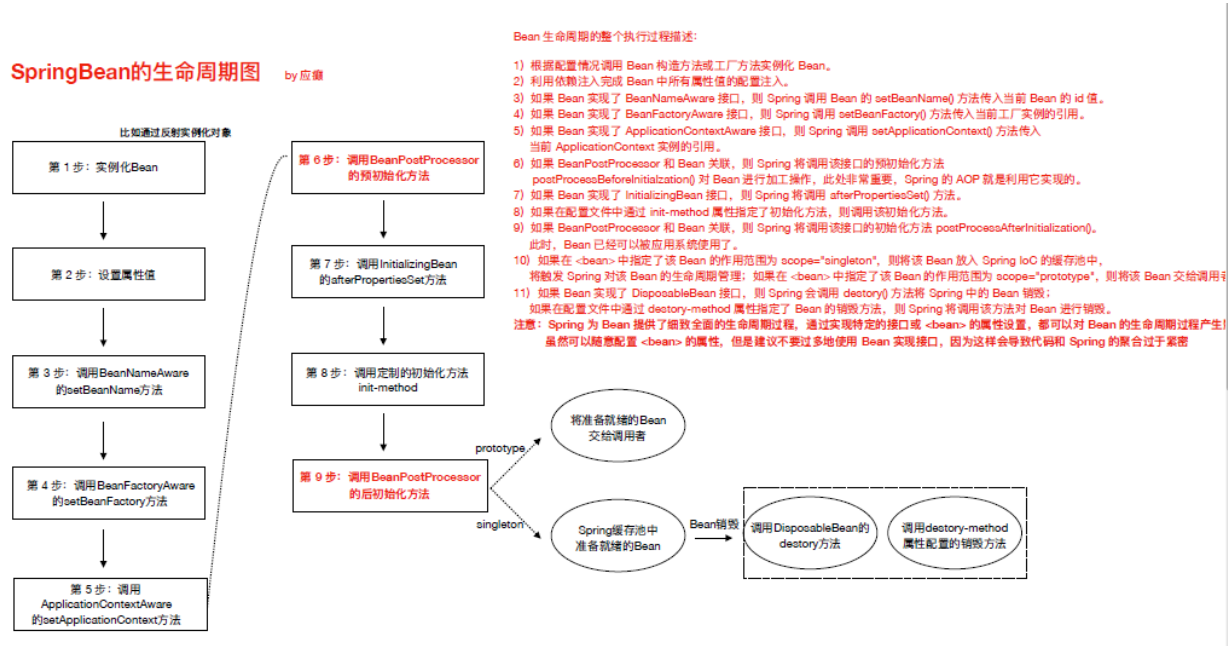 SpringBean的生命周期图 by 应癫
比如通过反射实例化对象
第 1 步：实例化Bean
第 2 步：设置属性值
第 3 步：调用BeanNameAware
的setBeanName方法
第 4 步：调用BeanFactoryAware
的setBeanFactory方法
第 5 步：调用
ApplicationContextAware
的setApplicationContext方法
第 6 步：调用BeanPostProcessor
的预初始化方法
第 7 步：调用InitializingBean
的afterPropertiesSet方法
第 8 步：调用定制的初始化方法
init-method
第 9 步：调用BeanPostProcessor
的后初始化方法
prototype
singleton
将准备就绪的Bean
交给调用者
Spring缓存池中
准备就绪的Bean
Bean销毁
调用DisposableBean的
destory方法
调用destory-method
属性配置的销毁方法
Bean 生命周期的整个执行过程描述：
1）根据配置情况调用 Bean 构造方法或工厂方法实例化 Bean。
2）利用依赖注入完成 Bean 中所有属性值的配置注入。
3）如果 Bean 实现了 BeanNameAware 接口，则 Spring 调用 Bean 的 setBeanName() 方法传入当前 Bean 的 id 值。
4）如果 Bean 实现了 BeanFactoryAware 接口，则 Spring 调用 setBeanFactory() 方法传入当前工厂实例的引用。
5）如果 Bean 实现了 ApplicationContextAware 接口，则 Spring 调用 setApplicationContext() 方法传入
当前 ApplicationContext 实例的引用。
6）如果 BeanPostProcessor 和 Bean 关联，则 Spring 将调用该接口的预初始化方法
postProcessBeforeInitialzation() 对 Bean 进行加工操作，此处非常重要，Spring 的 AOP 就是利用它实现的。
7）如果 Bean 实现了 InitializingBean 接口，则 Spring 将调用 afterPropertiesSet() 方法。
8）如果在配置文件中通过 init-method 属性指定了初始化方法，则调用该初始化方法。
9）如果 BeanPostProcessor 和 Bean 关联，则 Spring 将调用该接口的初始化方法 postProcessAfterInitialization()。
此时，Bean 已经可以被应用系统使用了。
10）如果在 <bean> 中指定了该 Bean 的作用范围为 scope="singleton"，则将该 Bean 放入 Spring IoC 的缓存池中，
将触发 Spring 对该 Bean 的生命周期管理；如果在 <bean> 中指定了该 Bean 的作用范围为 scope="prototype"，则将该 Bean 交给调用
11）如果 Bean 实现了 DisposableBean 接口，则 Spring 会调用 destory() 方法将 Spring 中的 Bean 销毁；
如果在配置文件中通过 destory-method 属性指定了 Bean 的销毁方法，则 Spring 将调用该方法对 Bean 进行销毁。
注意：Spring 为 Bean 提供了细致全面的生命周期过程，通过实现特定的接口或 <bean> 的属性设置，都可以对 Bean 的生命周期过程产生
虽然可以随意配置 <bean> 的属性，但是建议不要过多地使用 Bean 实现接口，因为这样会导致代码和 Spring 的聚合过于紧密